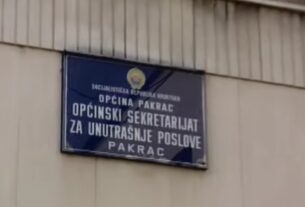 SOCIJALISTIČKA REPUBLIKA HRVATSKA
OPĆINA PAKRAC
OPĆINSKI SEKRETARIJAT
ZA UNUTRAŠNJE POSLOVE
PAKRAC